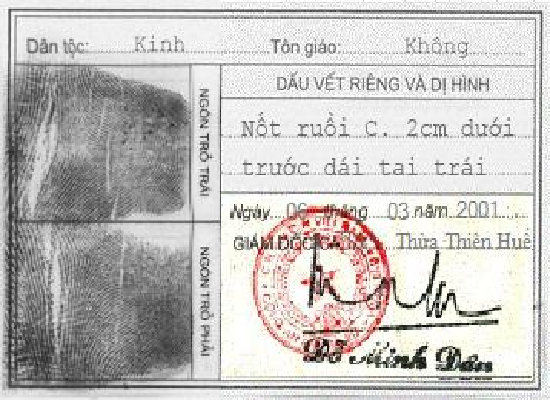 Dân tộc: Kinh Tôn giáo: Không
DẤU VẾT RIÊNG VÀ DỊ HÌNH
NGÓN TRỎ TRÁI
Nốt ruồi C. 2cm dưới
trước dái tai trái
NGÓN TRỎ PHẢI
Ngày 06 tháng 03 năm 2001
GIÁM ĐỐC CA Thừa Thiên Huế
Đỗ Minh Dân